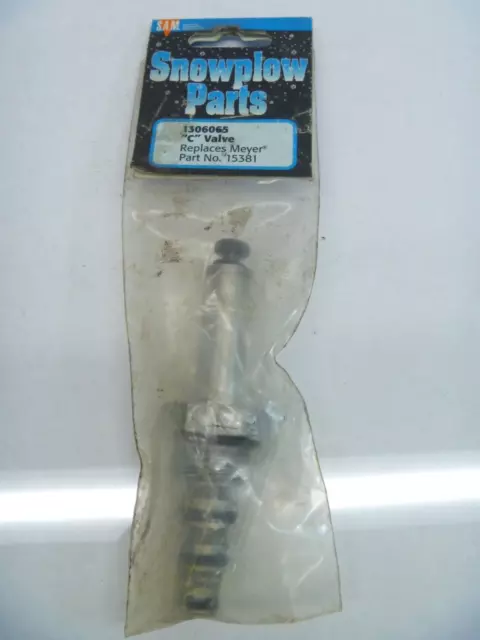 SAM
Snowplow
Parts
1306065
"C" Valve
Replaces Meyer®
Part No. 15381